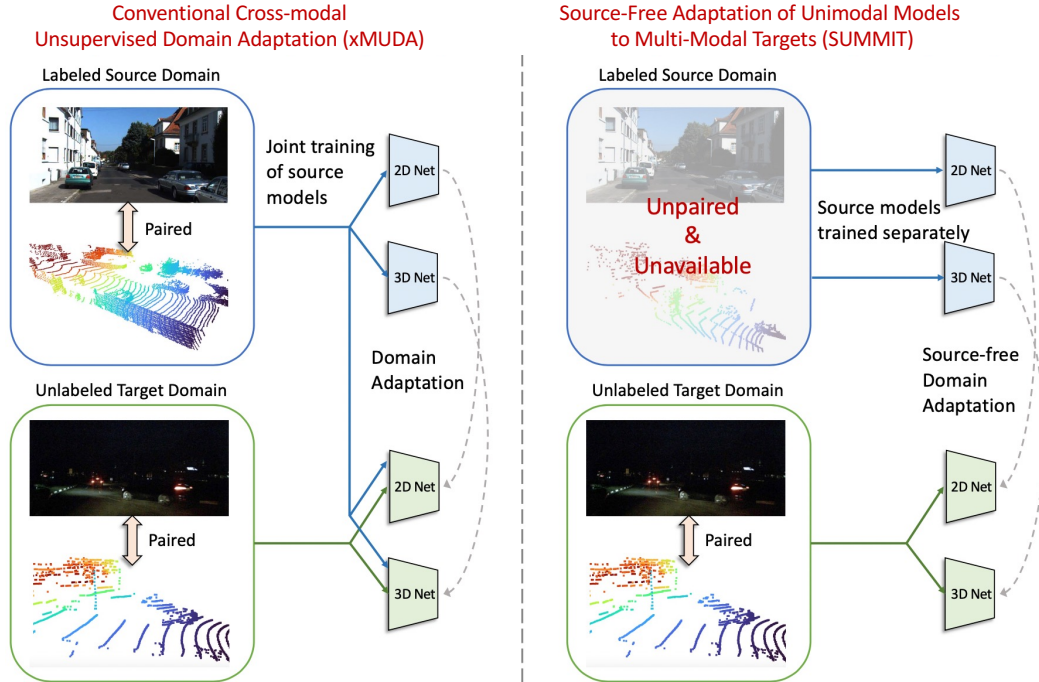 Conventional Cross-modal
Unsupervised Domain Adaptation (xMUDA)
Labeled Source Domain
Paired
Joint training
of source
models
2D Net
3D Net
Domain
Adaptation
Unlabeled Target Domain
Paired
2D Net
3D Net
Source-Free Adaptation of Unimodal Models
to Multi-Modal Targets (SUMMIT)
Labeled Source Domain
Unpaired
&
Unavailable
Source models
trained separately
2D Net
3D Net
Source-free
Domain
Adaptation
Unlabeled Target Domain
Paired
2D Net
3D Net